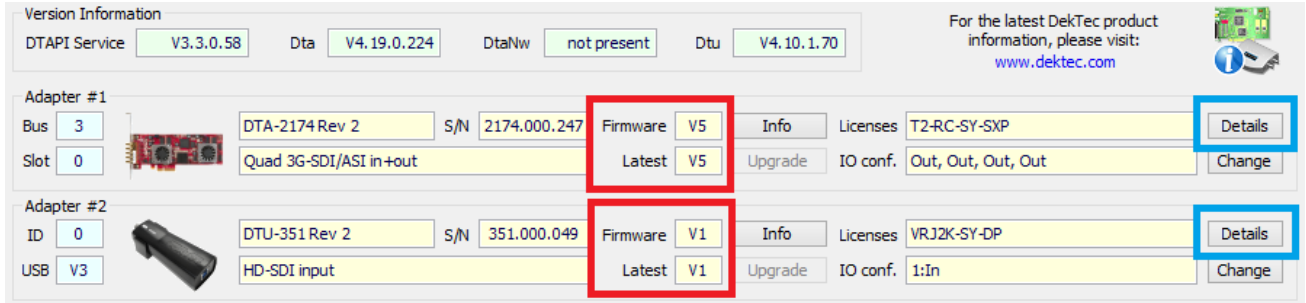 Version Information
DTAPI Service V3.3.0.58 Dta V4.19.0.224 DtaNw not present Dtu V4.10.1.70
For the latest DekTec product
information, please visit:
www.dektec.com
Adapter #1
Bus 3 DTA-2174 Rev 2 S/N 2174.000.247 Firmware V5 Info Licenses T2-RC-SY-SXP Details
Slot 0 Quad 3G-SDI/ASI in+out Latest V5 Upgrade IO conf. Out, Out, Out, Out Change
Adapter #2
ID 0 DTU-351 Rev 2 S/N 351.000.049 Firmware V1 Info Licenses VRJ2K-SY-DP Details
USB V3 HD-SDI input Latest V1 Upgrade IO conf. 1:In Change